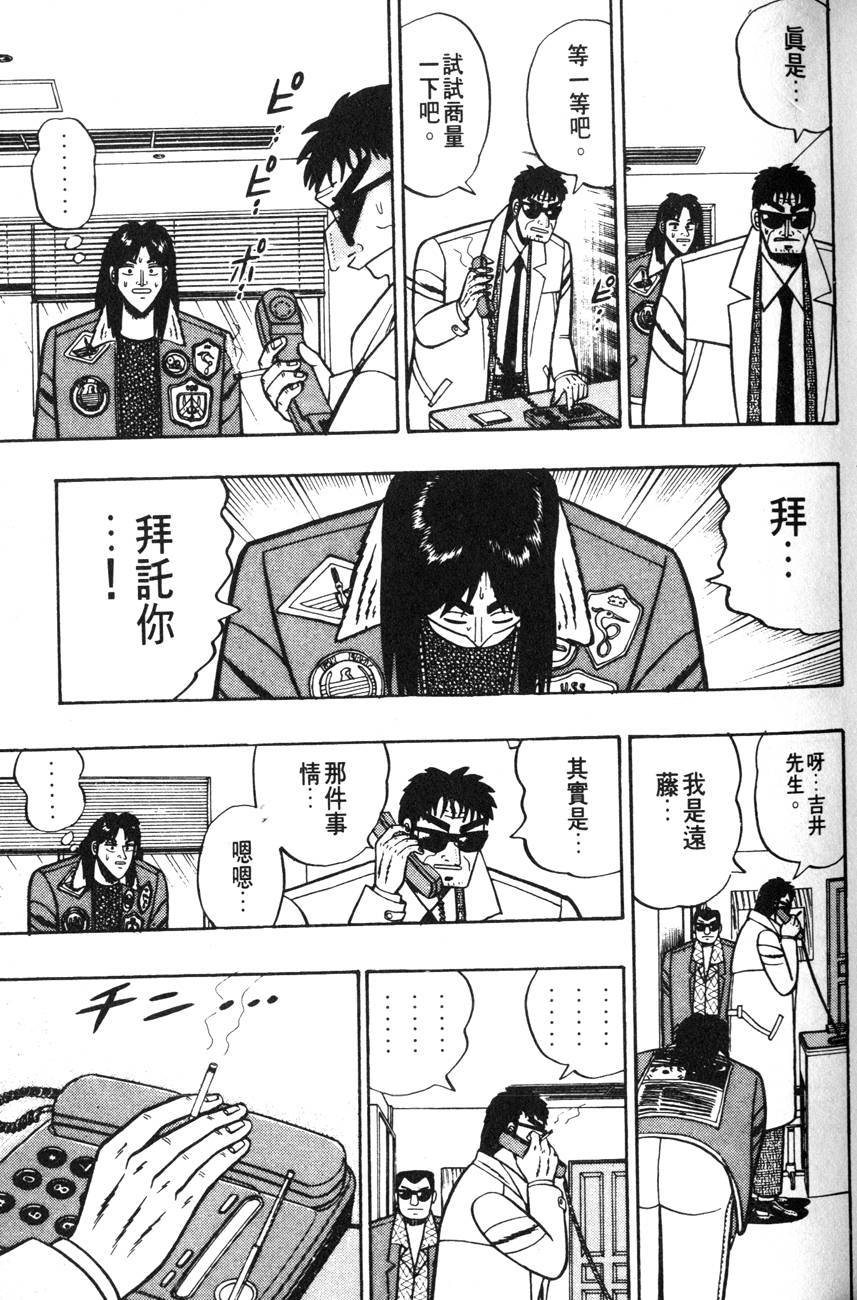 真是…
等一等吧。
試試商量
一下吧。
ピ…
ピ…
ピ…
ポ…
……
拜…
拜託你
…！
呀…吉井
先生。
我是遠
藤…
其實是…
那件事
情…
嗯嗯…
……
……
……
……
……
チン…